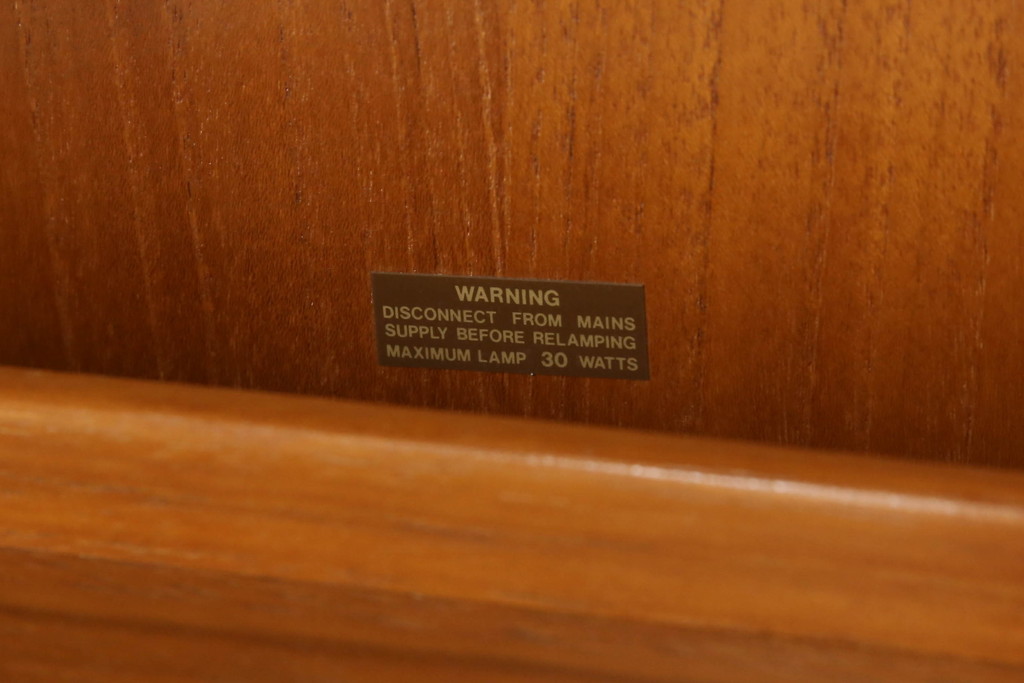 WARNING
DISCONNECT FROM MAINS
SUPPLY BEFORE RELAMPING
MAXIMUM LAMP 30 WATTS